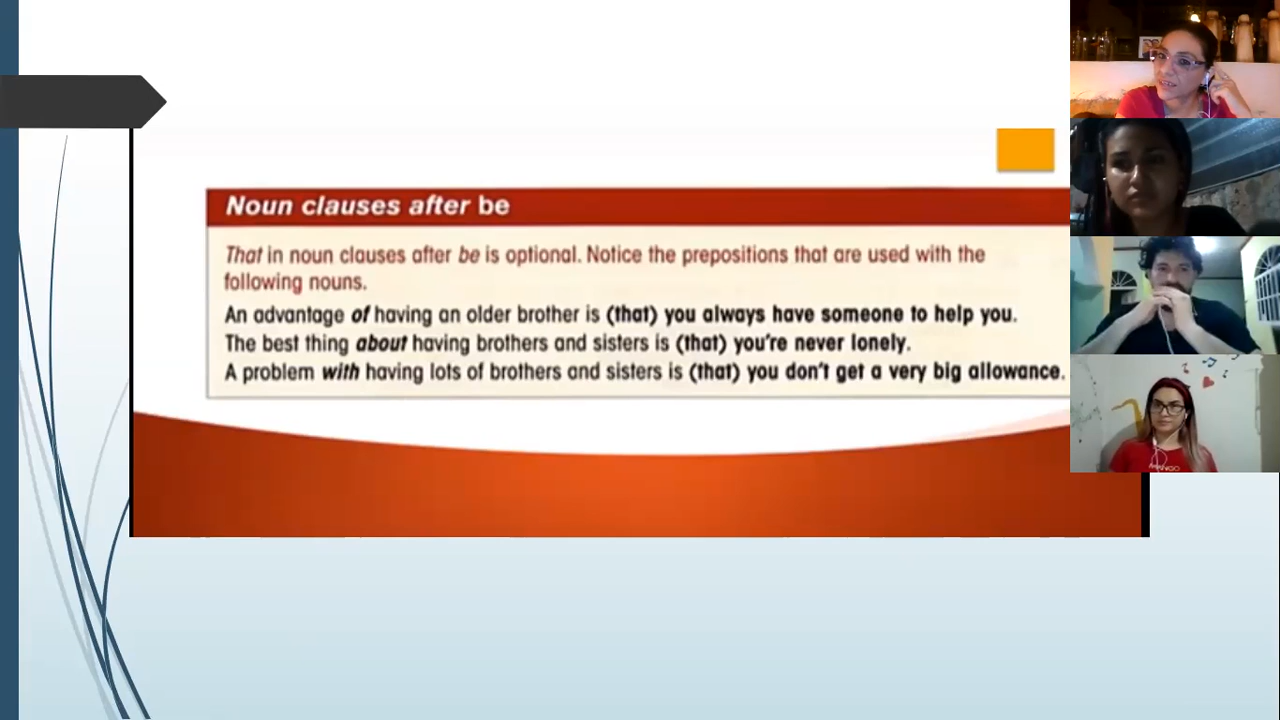 Noun clauses after be
That in noun clauses after be is optional. Notice the prepositions that are used with the
following nouns.
An advantage of having an older brother is (that) you always have someone to help you.
The best thing about having brothers and sisters is (that) you're never lonely.
A problem with having lots of brothers and sisters is (that) you don't get a very big allowance.
MANGO